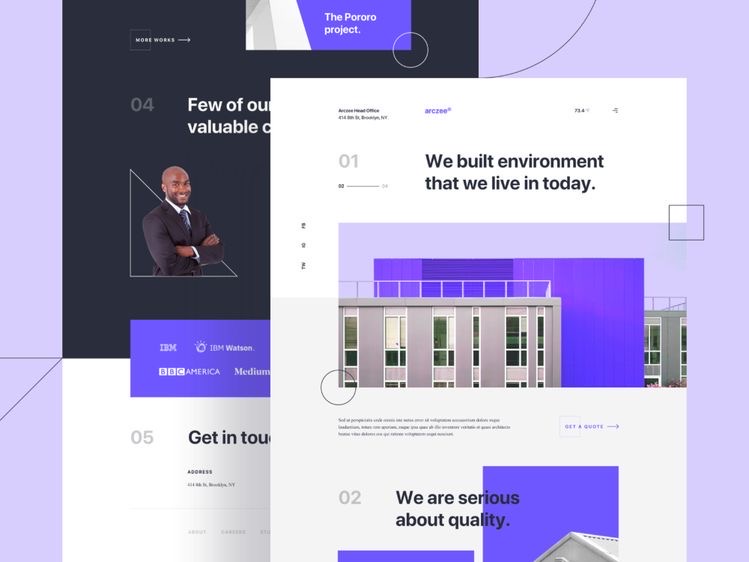 The Pororo
project.
MORE WORKS
04
Few of our
valuable c
IBM
IBM Watson.
BBC AMERICA
Medium
05
Get in tou
ADDRESS
414 8th St, Brooklyn, NY
ABOUT
CAREERS
Arczee Head Office
414 8th St, Brooklyn, NY.
arczee®
73.4
01
We built environment
that we live in today.
02
04
FB
IG
TW
Sed ut perspiciatis unde omnis iste natus error sit voluptatem accusantium dolore
laudantium, totam rem aperiam, eaque ipsa quae ab illo inventore veritatis et quasi architecto
beatae vitae dolores eos qui ratione voluptatem sequi nesciunt.
GET A QUOTE
02
We are serious
about quality.